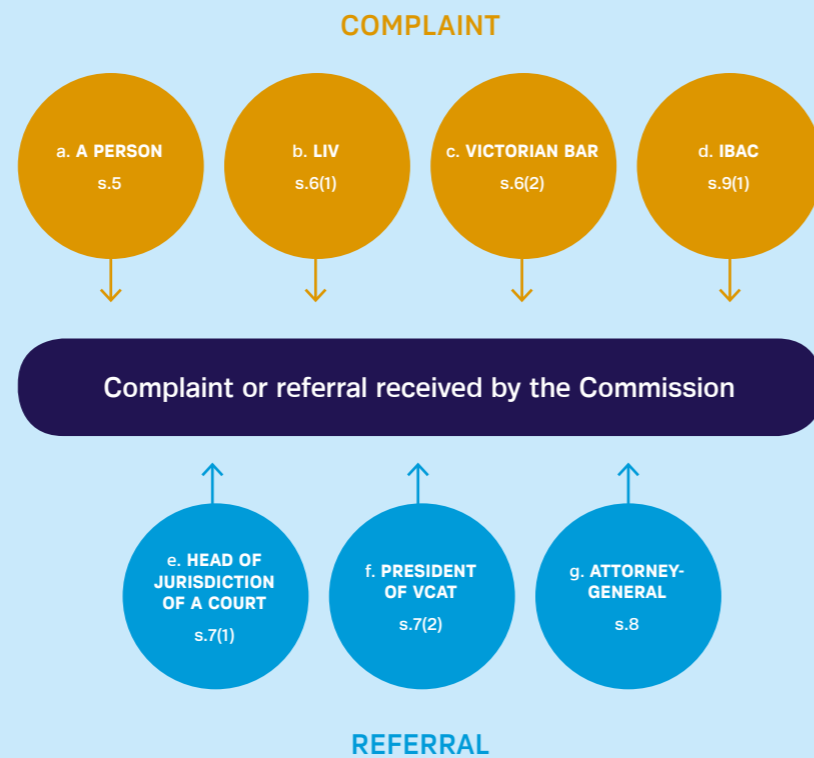 COMPLAINT
a. A PERSON
s.5
b. LIV
s.6(1)
c. VICTORIAN BAR
s.6(2)
d. IBAC
s.9(1)
Complaint or referral received by the Commission
e. HEAD OF
JURISDICTION
OF A COURT
s.7(1)
f. PRESIDENT
OF VCAT
s.7(2)
g. ATTORNEY-
GENERAL
s.8
REFERRAL